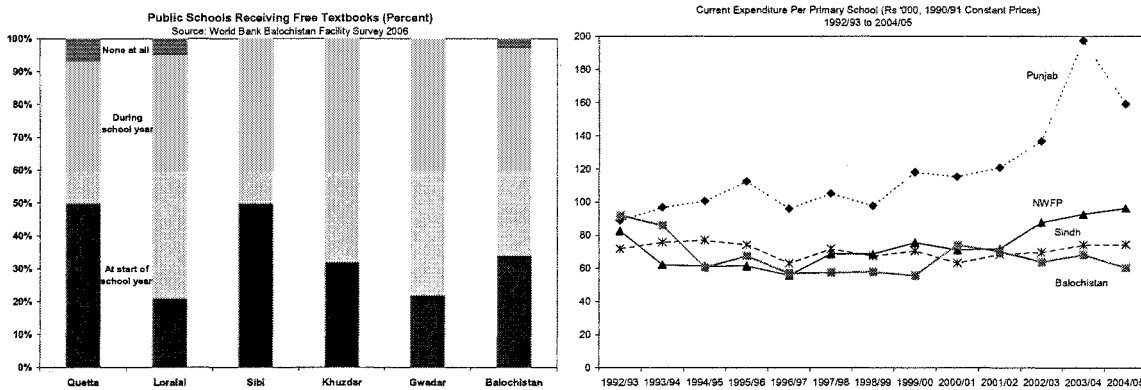 Public Schools Receiving Free Textbooks (Percent)
Source: World Bank Balochistan Facility Survey 2006
100%
90%
80%
70%
60%
50%
40%
30%
20%
10%
0%
None at all
During
school year
At start of
school year
Quetta Loralai Sibi Khuzdar Gwadar Balochistan
Current Expenditure Per Primary School (Rs '000, 1990/91 Constant Prices)
1992/93 to 2004/05
200
180
160
140
120
100
80
60
40
20
0
Punjab
NWFP
Sindh
Balochistan
1992/93 1993/94 1994/95 1995/96 1996/97 1997/98 1998/99 1999/00 2000/01 2001/02 2002/03 2003/04 2004/05